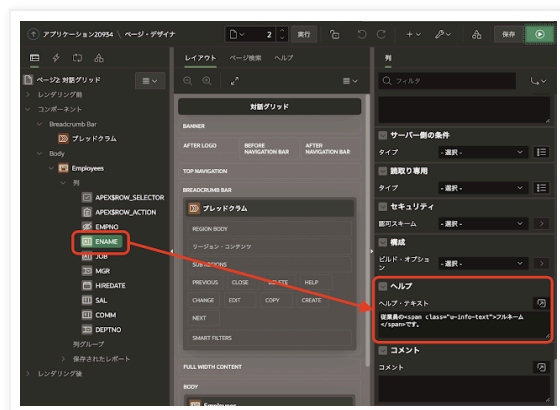 アプリケーション20934 \ ページ・デザイナ
2
実行
保存
ページ2: 対話グリッド
レンダリング前
コンポーネント
Breadcrumb Bar
ブレッドクラム
Body
Employees
列
APEX$ROW_SELECTOR
APEX$ROW_ACTION
EMPNO
ENAME
JOB
MGR
HIREDATE
SAL
COMM
DEPTNO
列グループ
保存されたレポート
レンダリング後
レイアウト
ページ検索
ヘルプ
対話グリッド
BANNER
AFTER LOGO
BEFORE NAVIGATION BAR
AFTER NAVIGATION BAR
TOP NAVIGATION
BREADCRUMB BAR
ブレッドクラム
REGION BODY
リージョン・コンテンツ
SUB REGIONS
PREVIOUS
CLOSE
DELETE
HELP
CHANGE
EDIT
COPY
CREATE
NEXT
SMART FILTERS
FULL WIDTH CONTENT
BODY
Employees
列
フィルタ
サーバー側の条件
タイプ
- 選択 -
読取り専用
タイプ
- 選択 -
セキュリティ
認可スキーム
- 選択 -
構成
ビルド・オプション
- 選択 -
ヘルプ
ヘルプ・テキスト
従業員の<span class="u-info-text">フルネーム
</span>です。
コメント
コメント